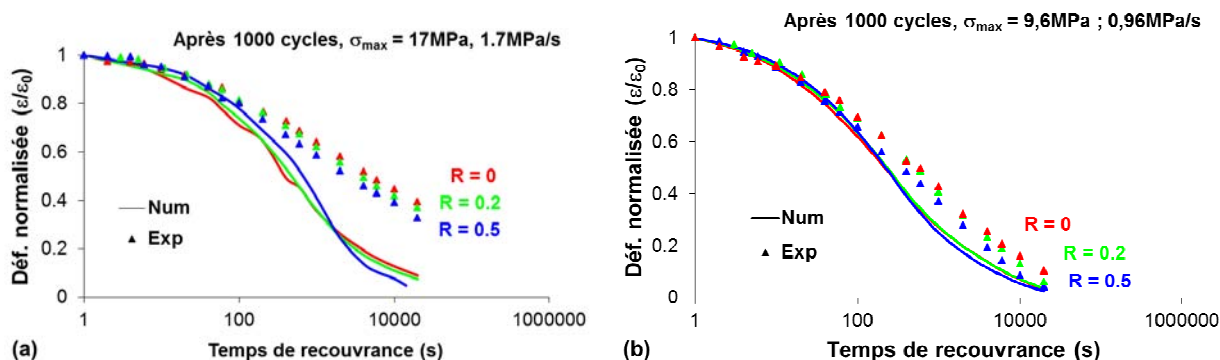 Après 1000 cycles, σmax = 17MPa, 1.7MPa/s
Déf. normalisée (ε/ε0)
1
0.8
0.6
0.4
0.2
0
R = 0
R = 0.2
R = 0.5
Num
Exp
1
100
10000
1000000
Temps de recouvrance (s)
(a)
Après 1000 cycles, σmax = 9,6MPa ; 0,96MPa/s
Déf. normalisée (ε/ε0)
1
0.8
0.6
0.4
0.2
0
R = 0
R = 0.2
R = 0.5
Num
Exp
1
100
10000
1000000
Temps de recouvrance (s)
(b)